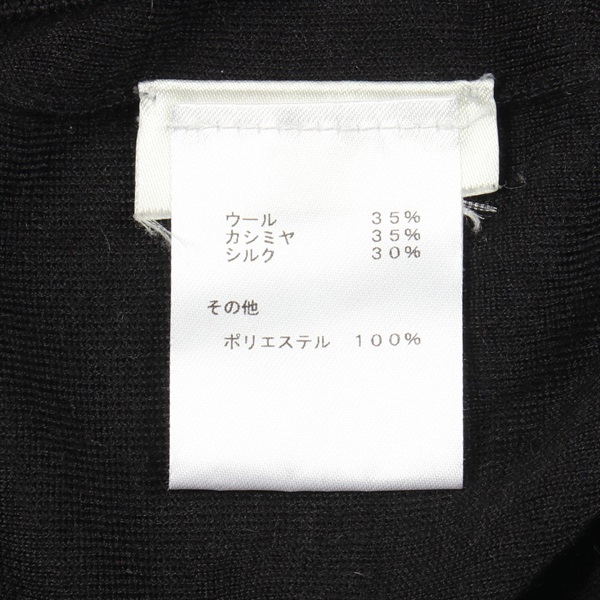 ウール ３５％
カシミヤ ３５％
シルク ３０％
その他
ポリエステル １００％